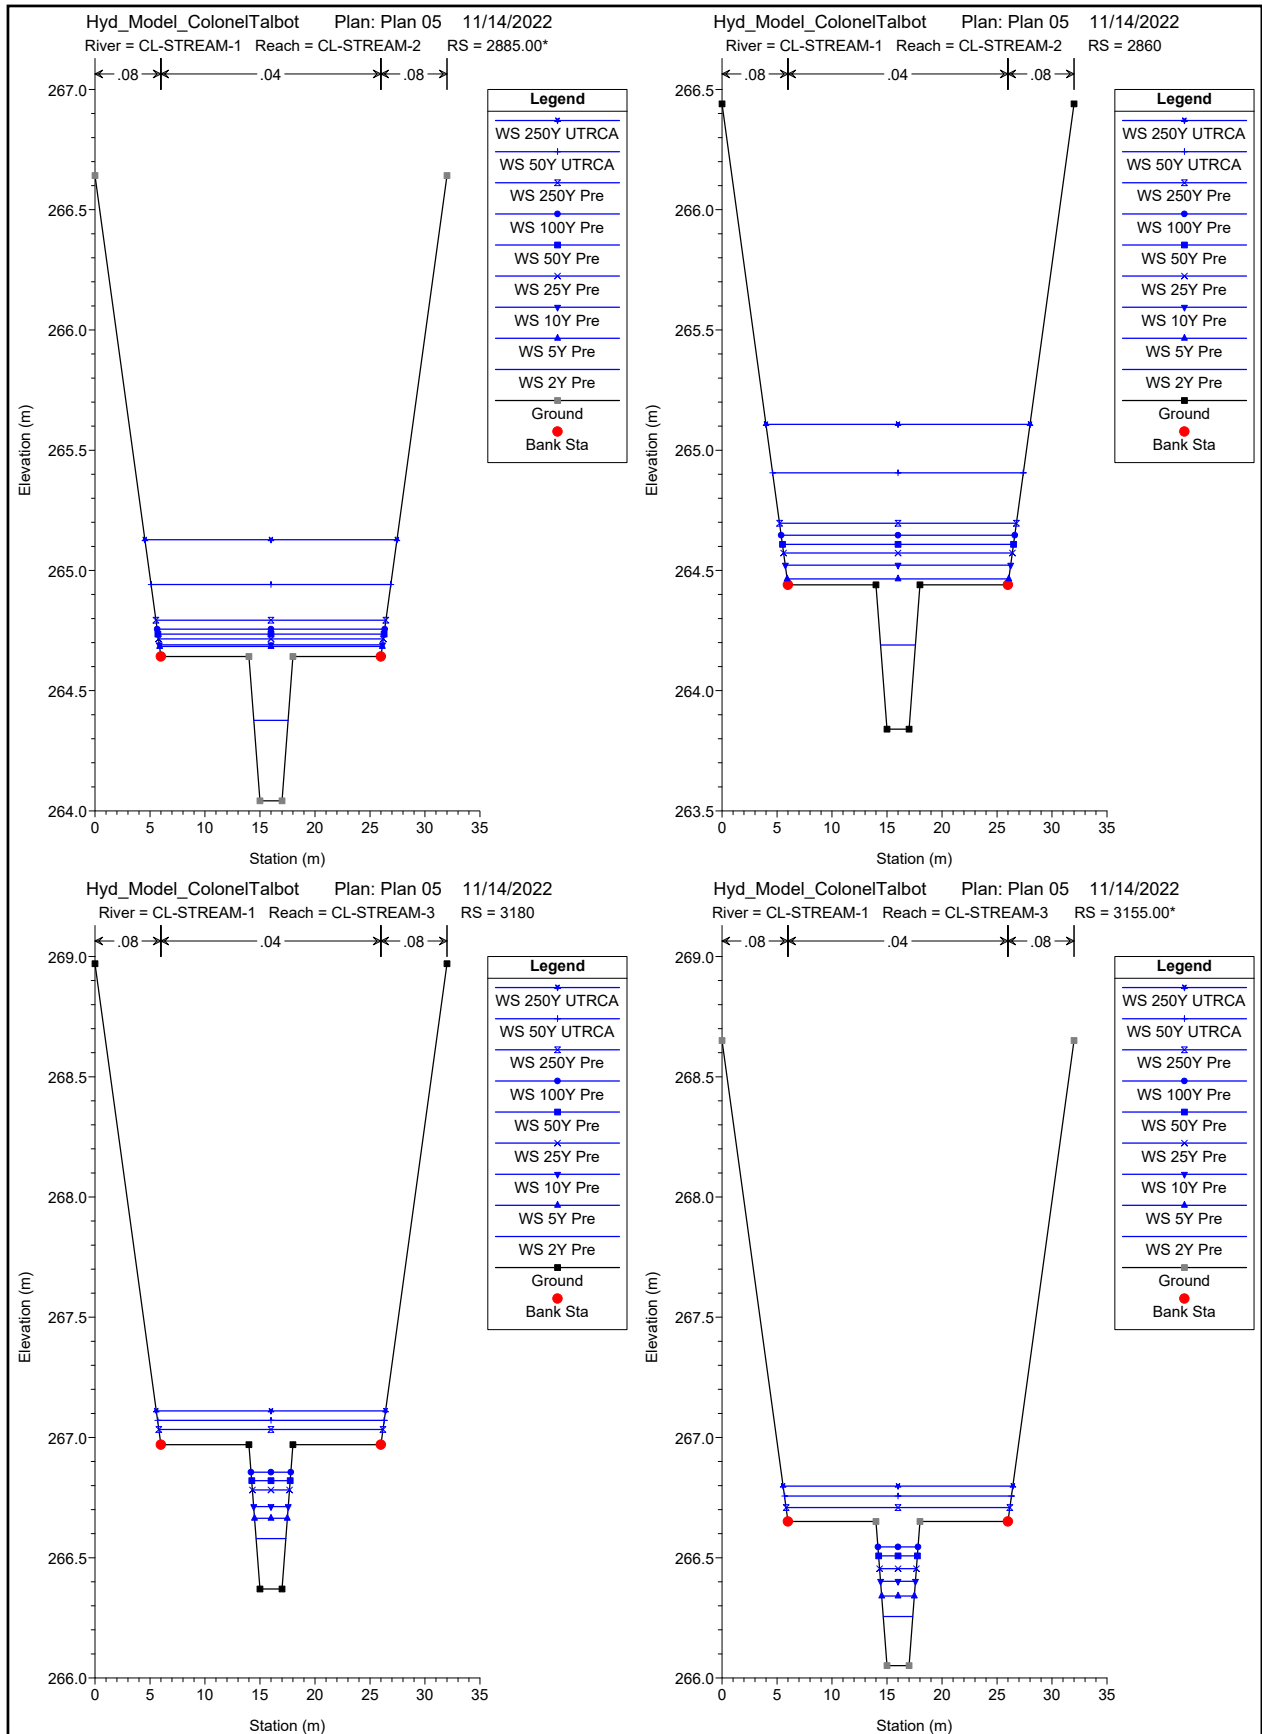 Hyd_Model_ColonelTalbot Plan: Plan 05 11/14/2022
River = CL-STREAM-1 Reach = CL-STREAM-2 RS = 2885.00*
.08 .04 .08
267.0
266.5
266.0
265.5
265.0
264.5
264.0
0 5 10 15 20 25 30 35
Station (m)
Elevation (m)
Legend
WS 250Y UTRCA
WS 50Y UTRCA
WS 250Y Pre
WS 100Y Pre
WS 50Y Pre
WS 25Y Pre
WS 10Y Pre
WS 5Y Pre
WS 2Y Pre
Ground
Bank Sta
Hyd_Model_ColonelTalbot Plan: Plan 05 11/14/2022
River = CL-STREAM-1 Reach = CL-STREAM-2 RS = 2860
.08 .04 .08
266.5
266.0
265.5
265.0
264.5
264.0
263.5
0 5 10 15 20 25 30 35
Station (m)
Elevation (m)
Legend
WS 250Y UTRCA
WS 50Y UTRCA
WS 250Y Pre
WS 100Y Pre
WS 50Y Pre
WS 25Y Pre
WS 10Y Pre
WS 5Y Pre
WS 2Y Pre
Ground
Bank Sta
Hyd_Model_ColonelTalbot Plan: Plan 05 11/14/2022
River = CL-STREAM-1 Reach = CL-STREAM-3 RS = 3180
.08 .04 .08
269.0
268.5
268.0
267.5
267.0
266.5
266.0
0 5 10 15 20 25 30 35
Station (m)
Elevation (m)
Legend
WS 250Y UTRCA
WS 50Y UTRCA
WS 250Y Pre
WS 100Y Pre
WS 50Y Pre
WS 25Y Pre
WS 10Y Pre
WS 5Y Pre
WS 2Y Pre
Ground
Bank Sta
Hyd_Model_ColonelTalbot Plan: Plan 05 11/14/2022
River = CL-STREAM-1 Reach = CL-STREAM-3 RS = 3155.00*
.08 .04 .08
269.0
268.5
268.0
267.5
267.0
266.5
266.0
0 5 10 15 20 25 30 35
Station (m)
Elevation (m)
Legend
WS 250Y UTRCA
WS 50Y UTRCA
WS 250Y Pre
WS 100Y Pre
WS 50Y Pre
WS 25Y Pre
WS 10Y Pre
WS 5Y Pre
WS 2Y Pre
Ground
Bank Sta